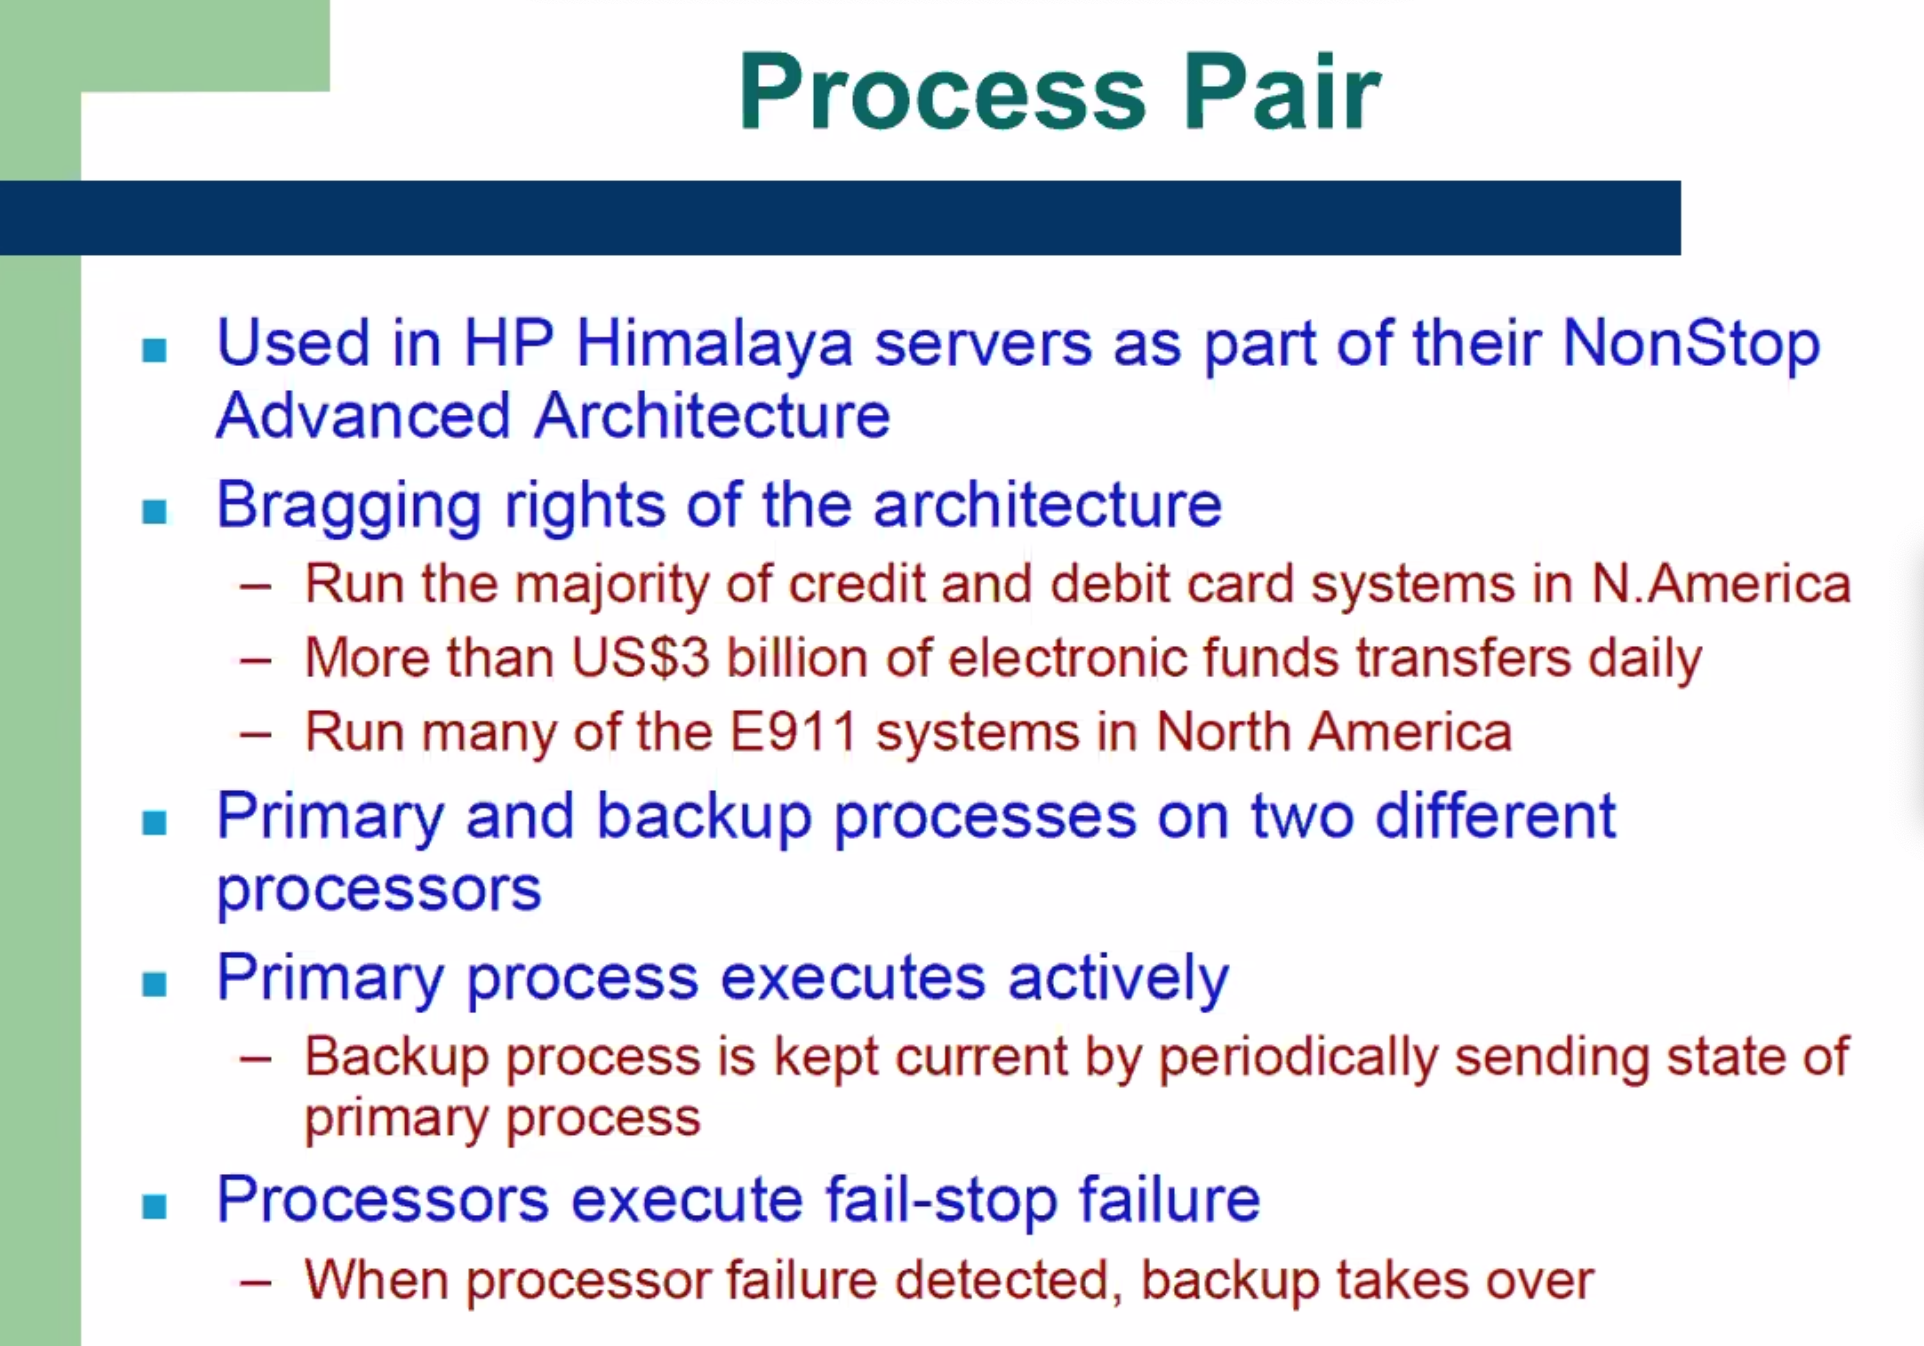 Process Pair
Used in HP Himalaya servers as part of their NonStop
Advanced Architecture
Bragging rights of the architecture
– Run the majority of credit and debit card systems in N.America
– More than US$3 billion of electronic funds transfers daily
– Run many of the E911 systems in North America
Primary and backup processes on two different
processors
Primary process executes actively
– Backup process is kept current by periodically sending state of
primary process
Processors execute fail-stop failure
– When processor failure detected, backup takes over